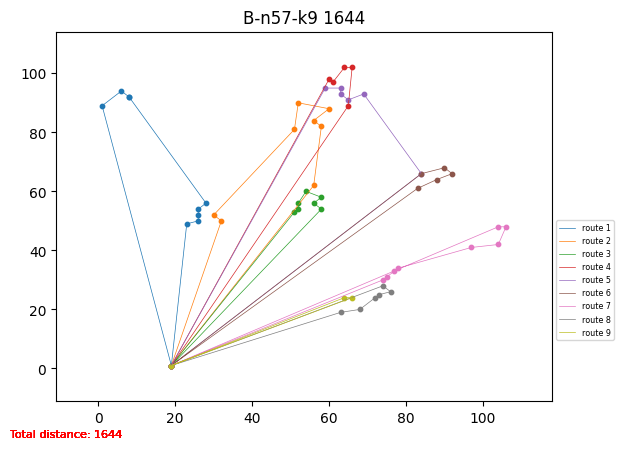 B-n57-k9 1644
100
80
60
40
20
0
0 20 40 60 80 100
route 1
route 2
route 3
route 4
route 5
route 6
route 7
route 8
route 9
Total distance: 1644